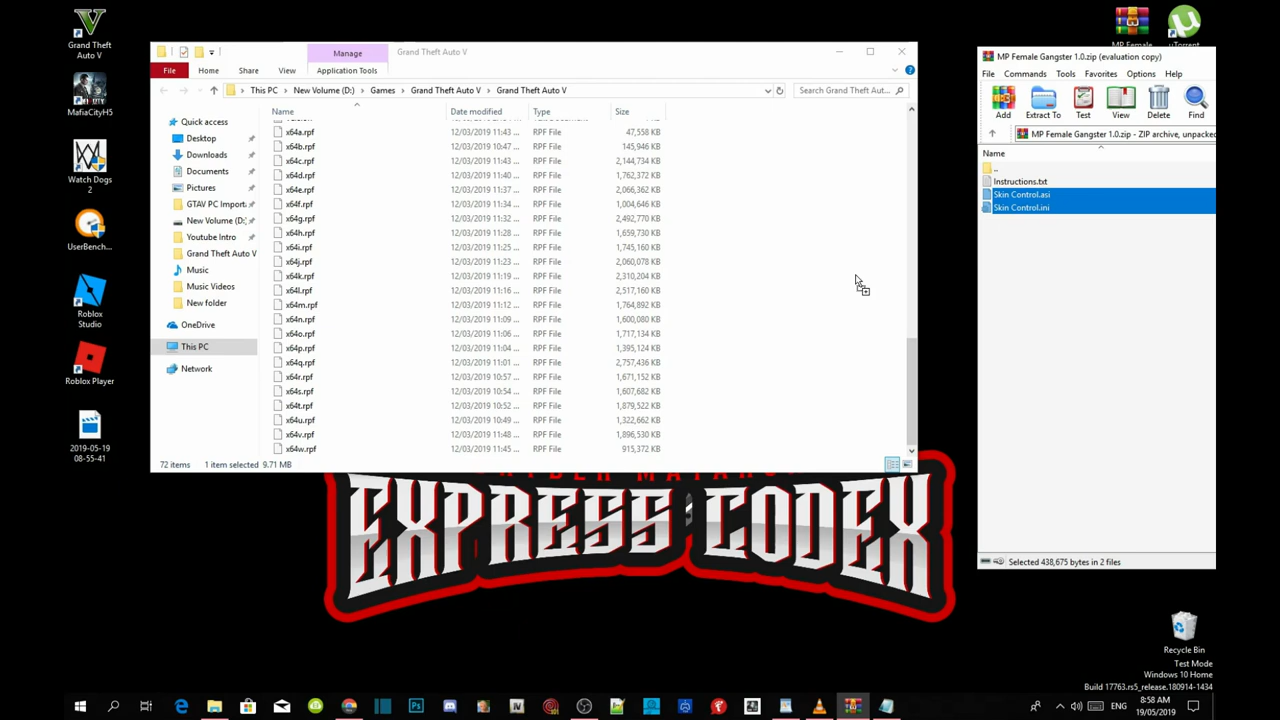 Grand Theft
Auto V
MafiaCityH5
Watch Dogs
2
UserBench...
Roblox
Studio
Roblox Player
2019-05-19
08-55-41
Manage
Grand Theft Auto V
File
Home
Share
View
Application Tools
This PC
New Volume (D:)
Games
Grand Theft Auto V
Grand Theft Auto V
Search Grand Theft Aut...
Name
Date modified
Type
Size
Quick access
Desktop
Downloads
Documents
Pictures
GTAV PC Import
New Volume (D:
Youtube Intro
Grand Theft Auto V
Music
Music Videos
New folder
OneDrive
This PC
Network
x64a.rpf 12/03/2019 11:43 ... RPF File 47,558 KB
x64b.rpf 12/03/2019 10:47 ... RPF File 145,946 KB
x64c.rpf 12/03/2019 11:43 ... RPF File 2,144,734 KB
x64d.rpf 12/03/2019 11:40 ... RPF File 1,762,372 KB
x64e.rpf 12/03/2019 11:37 ... RPF File 2,066,362 KB
x64f.rpf 12/03/2019 11:34 ... RPF File 1,004,646 KB
x64g.rpf 12/03/2019 11:32 ... RPF File 2,492,770 KB
x64h.rpf 12/03/2019 11:28 ... RPF File 1,659,730 KB
x64i.rpf 12/03/2019 11:25 ... RPF File 1,745,160 KB
x64j.rpf 12/03/2019 11:23 ... RPF File 2,060,078 KB
x64k.rpf 12/03/2019 11:19 ... RPF File 2,310,204 KB
x64l.rpf 12/03/2019 11:16 ... RPF File 2,517,160 KB
x64m.rpf 12/03/2019 11:12 ... RPF File 1,764,892 KB
x64n.rpf 12/03/2019 11:09 ... RPF File 1,600,080 KB
x64o.rpf 12/03/2019 11:06 ... RPF File 1,717,134 KB
x64p.rpf 12/03/2019 11:04 ... RPF File 1,395,124 KB
x64q.rpf 12/03/2019 11:01 ... RPF File 2,757,436 KB
x64r.rpf 12/03/2019 10:57 ... RPF File 1,671,152 KB
x64s.rpf 12/03/2019 10:54 ... RPF File 1,607,682 KB
x64t.rpf 12/03/2019 10:52 ... RPF File 1,879,522 KB
x64u.rpf 12/03/2019 10:49 ... RPF File 1,322,662 KB
x64v.rpf 12/03/2019 11:48 ... RPF File 1,896,530 KB
x64w.rpf 12/03/2019 11:45 ... RPF File 915,372 KB
72 items 1 item selected 9.71 MB
EXPRESS CODEX
MP Female
uTorrent
MP Female Gangster 1.0.zip (evaluation copy)
File Commands Tools Favorites Options Help
Add Extract To Test View Delete Find
MP Female Gangster 1.0.zip - ZIP archive, unpacked
Name
..
Instructions.txt
Skin Control.asi
Skin Control.ini
Selected 438,675 bytes in 2 files
Recycle Bin
Test Mode
Windows 10 Home
Build 17763.rs5_release.180914-1434
ENG
8:58 AM
19/05/2019